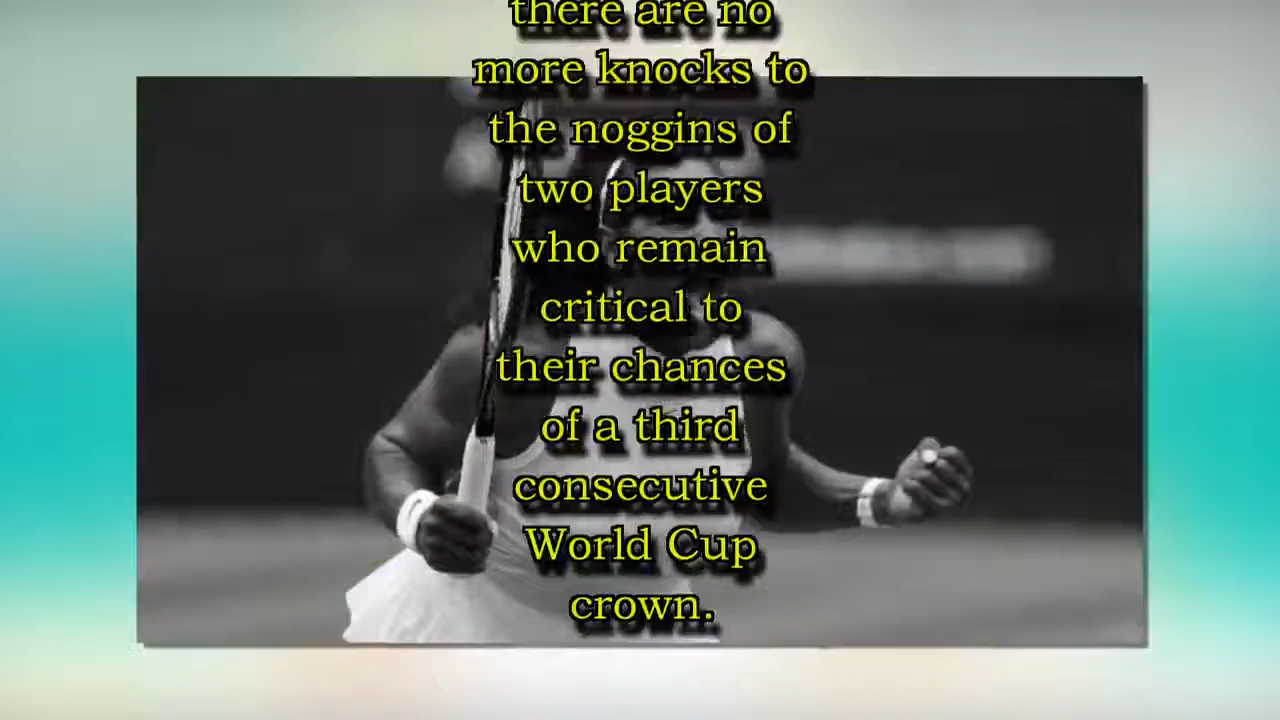 there are no
more knocks to
the noggins of
two players
who remain
critical to
their chances
of a third
consecutive
World Cup
crown.